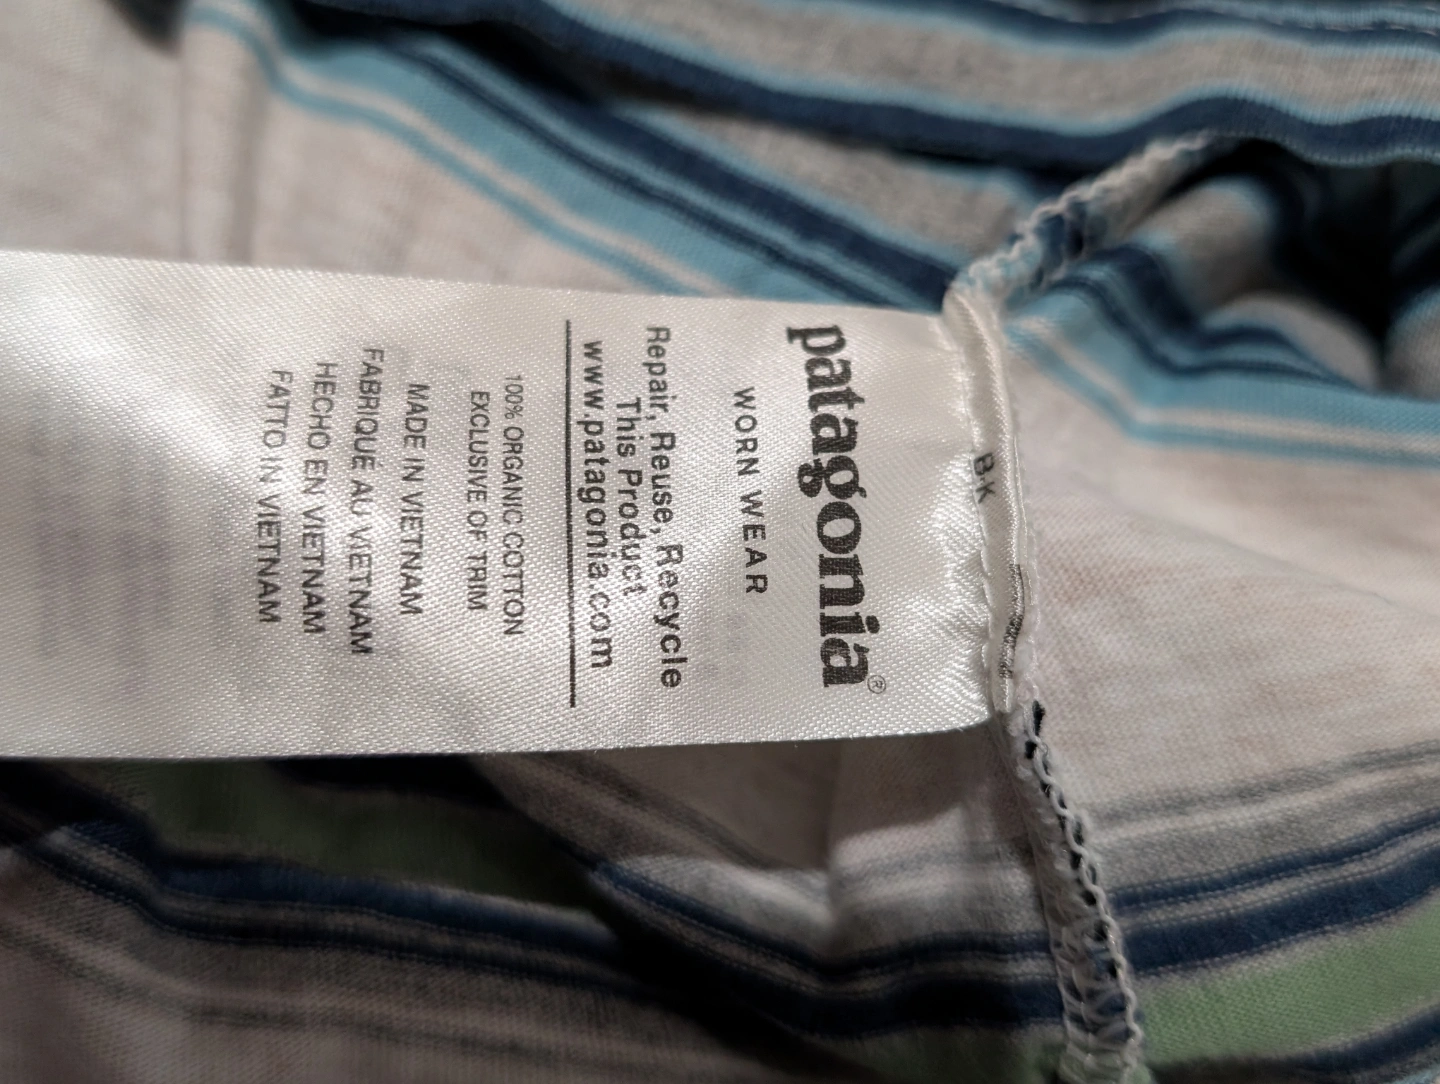 B·K
patagonia®
WORN WEAR
Repair, Reuse, Recycle
This Product
www.patagonia.com
100% ORGANIC COTTON
EXCLUSIVE OF TRIM
MADE IN VIETNAM
FABRIQUÉ AU VIETNAM
HECHO EN VIETNAM
FATTO IN VIETNAM